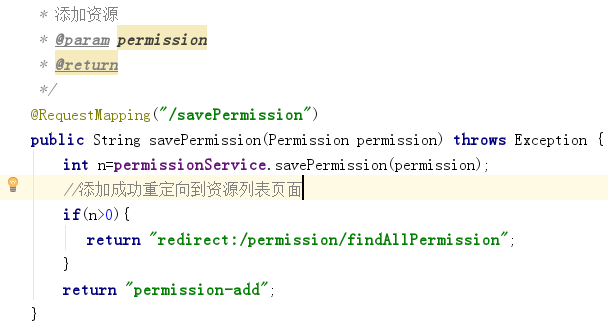 * 添加资源
* @param permission
* @return
*/
@RequestMapping("/savePermission")
public String savePermission(Permission permission) throws Exception {
int n=permissionService.savePermission(permission);
//添加成功重定向到资源列表页面
if(n>0){
return "redirect:/permission/findAllPermission";
}
return "permission-add";
}